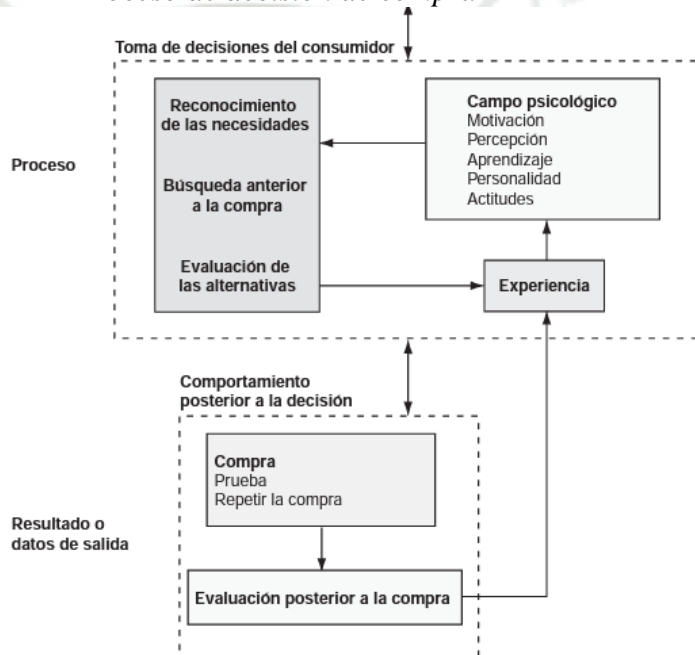 Toma de decisiones del consumidor
Proceso
Reconocimiento
de las necesidades
Búsqueda anterior
a la compra
Evaluación de
las alternativas
Campo psicológico
Motivación
Percepción
Aprendizaje
Personalidad
Actitudes
Experiencia
Comportamiento
posterior a la decisión
Resultado o
datos de salida
Compra
Prueba
Repetir la compra
Evaluación posterior a la compra